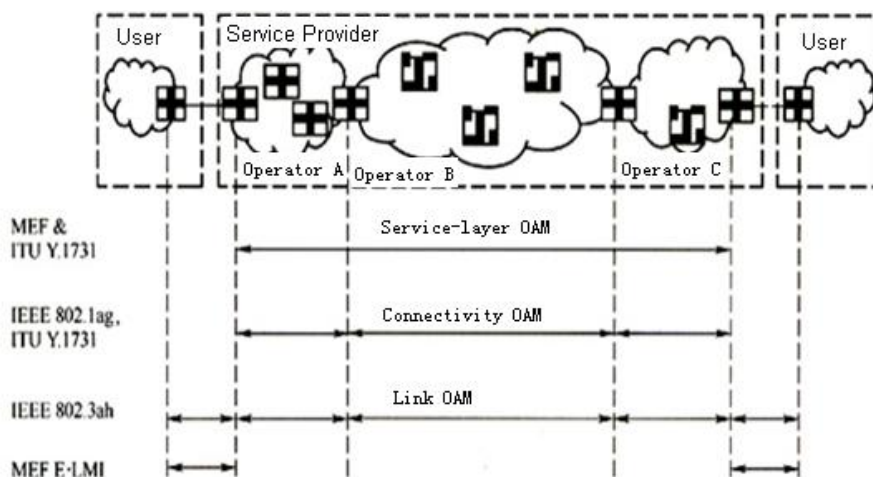 User
Service Provider
User
Operator A
Operator B
Operator C
MEF &
ITU Y.1731
Service-layer OAM
IEEE 802.1ag,
ITU Y.1731
Connectivity OAM
IEEE 802.3ah
Link OAM
MEF E-LMI